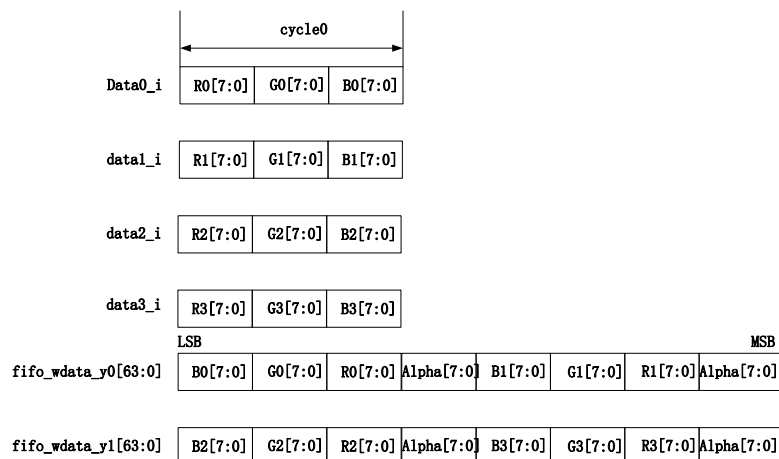 cycle0
Data0_i R0[7:0] G0[7:0] B0[7:0]
data1_i R1[7:0] G1[7:0] B1[7:0]
data2_i R2[7:0] G2[7:0] B2[7:0]
data3_i R3[7:0] G3[7:0] B3[7:0]
LSB MSB
fifo_wdata_y0[63:0] B0[7:0] G0[7:0] R0[7:0] Alpha[7:0] B1[7:0] G1[7:0] R1[7:0] Alpha[7:0]
fifo_wdata_y1[63:0] B2[7:0] G2[7:0] R2[7:0] Alpha[7:0] B3[7:0] G3[7:0] R3[7:0] Alpha[7:0]